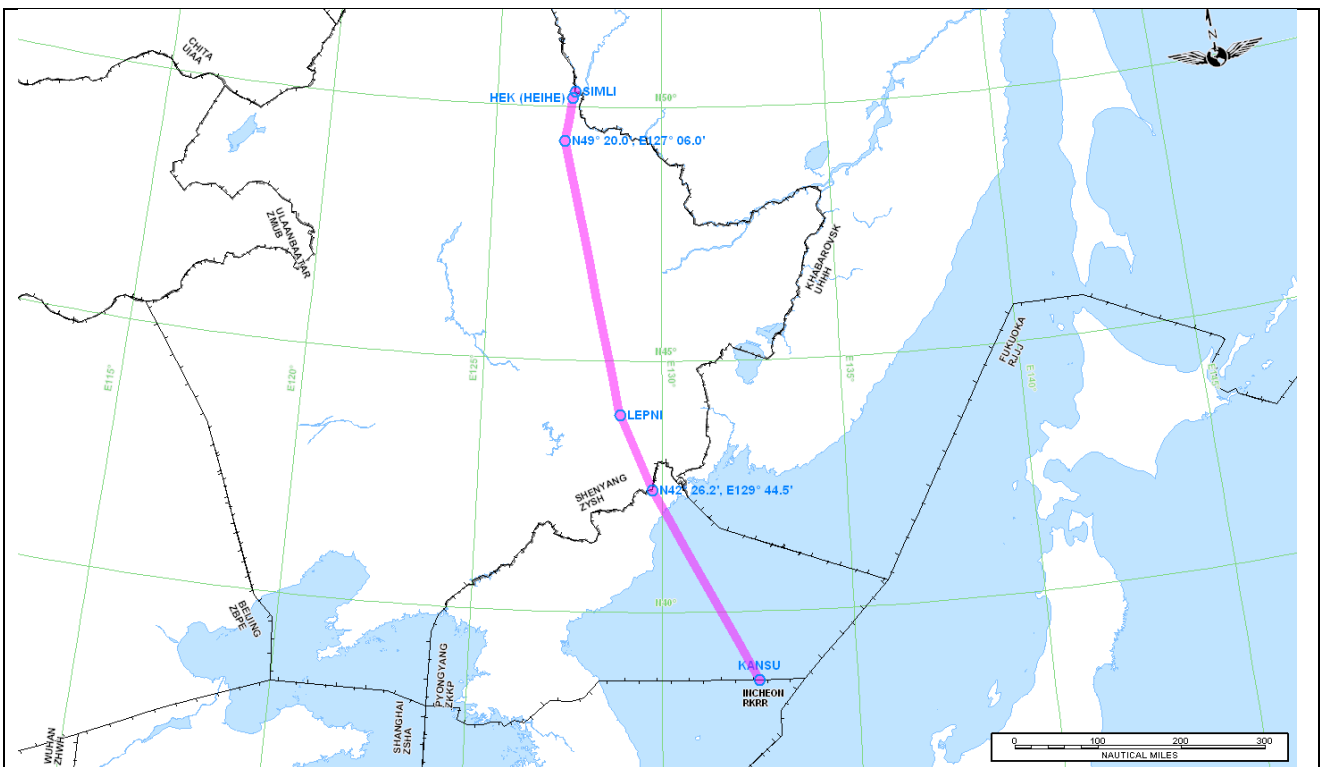 CHITA
UIAA
HEK (HEIHE)
SIMLI
N50°
N49° 20.0', E127° 06.0'
ULAANBAATAR
ZMUB
KHABAROVSK
UHHH
N
E115°
E120°
E125°
N45°
E130°
E135°
FUKUOKA
RJJJ
E140°
E145°
LEPNI
SHENYANG
ZYSH
N42° 26.2', E129° 44.5'
BEIJING
ZBPE
N40°
PYONGYANG
ZKKP
KANSU
INCHEON
RKRR
SHANGHAI
ZSHA
WUHAN
ZHWH
0 100 200 300
NAUTICAL MILES